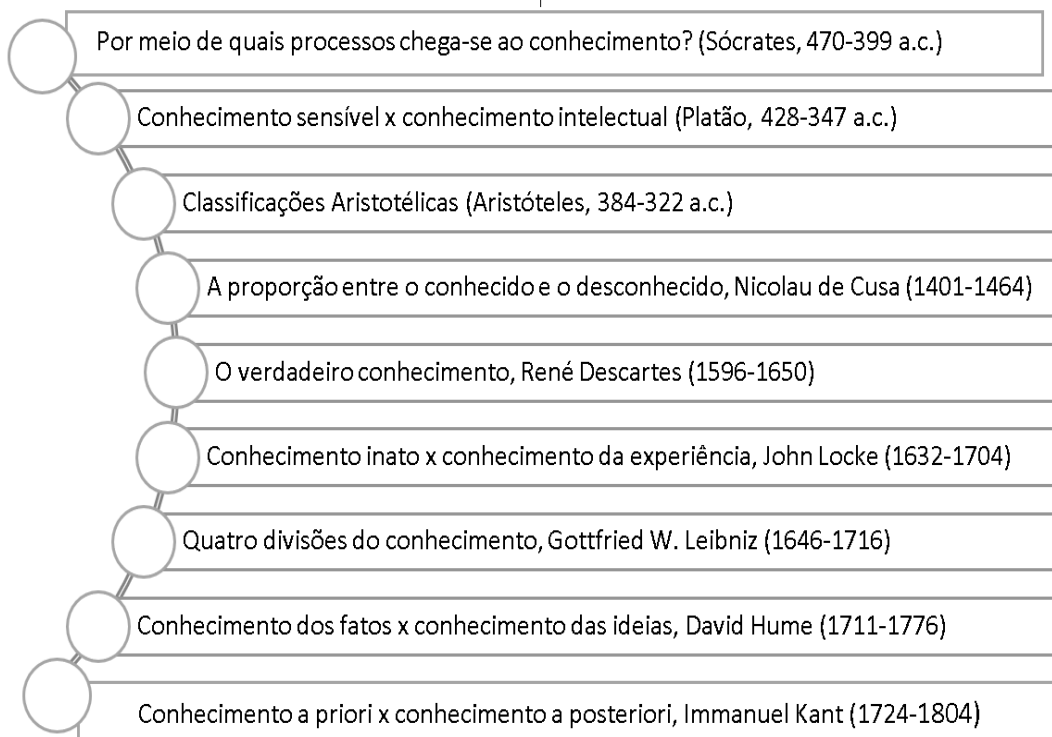 Por meio de quais processos chega-se ao conhecimento? (Sócrates, 470-399 a.c.)
Conhecimento sensível x conhecimento intelectual (Platão, 428-347 a.c.)
Classificações Aristotélicas (Aristóteles, 384-322 a.c.)
A proporção entre o conhecido e o desconhecido, Nicolau de Cusa (1401-1464)
O verdadeiro conhecimento, René Descartes (1596-1650)
Conhecimento inato x conhecimento da experiência, John Locke (1632-1704)
Quatro divisões do conhecimento, Gottfried W. Leibniz (1646-1716)
Conhecimento dos fatos x conhecimento das ideias, David Hume (1711-1776)
Conhecimento a priori x conhecimento a posteriori, Immanuel Kant (1724-1804)